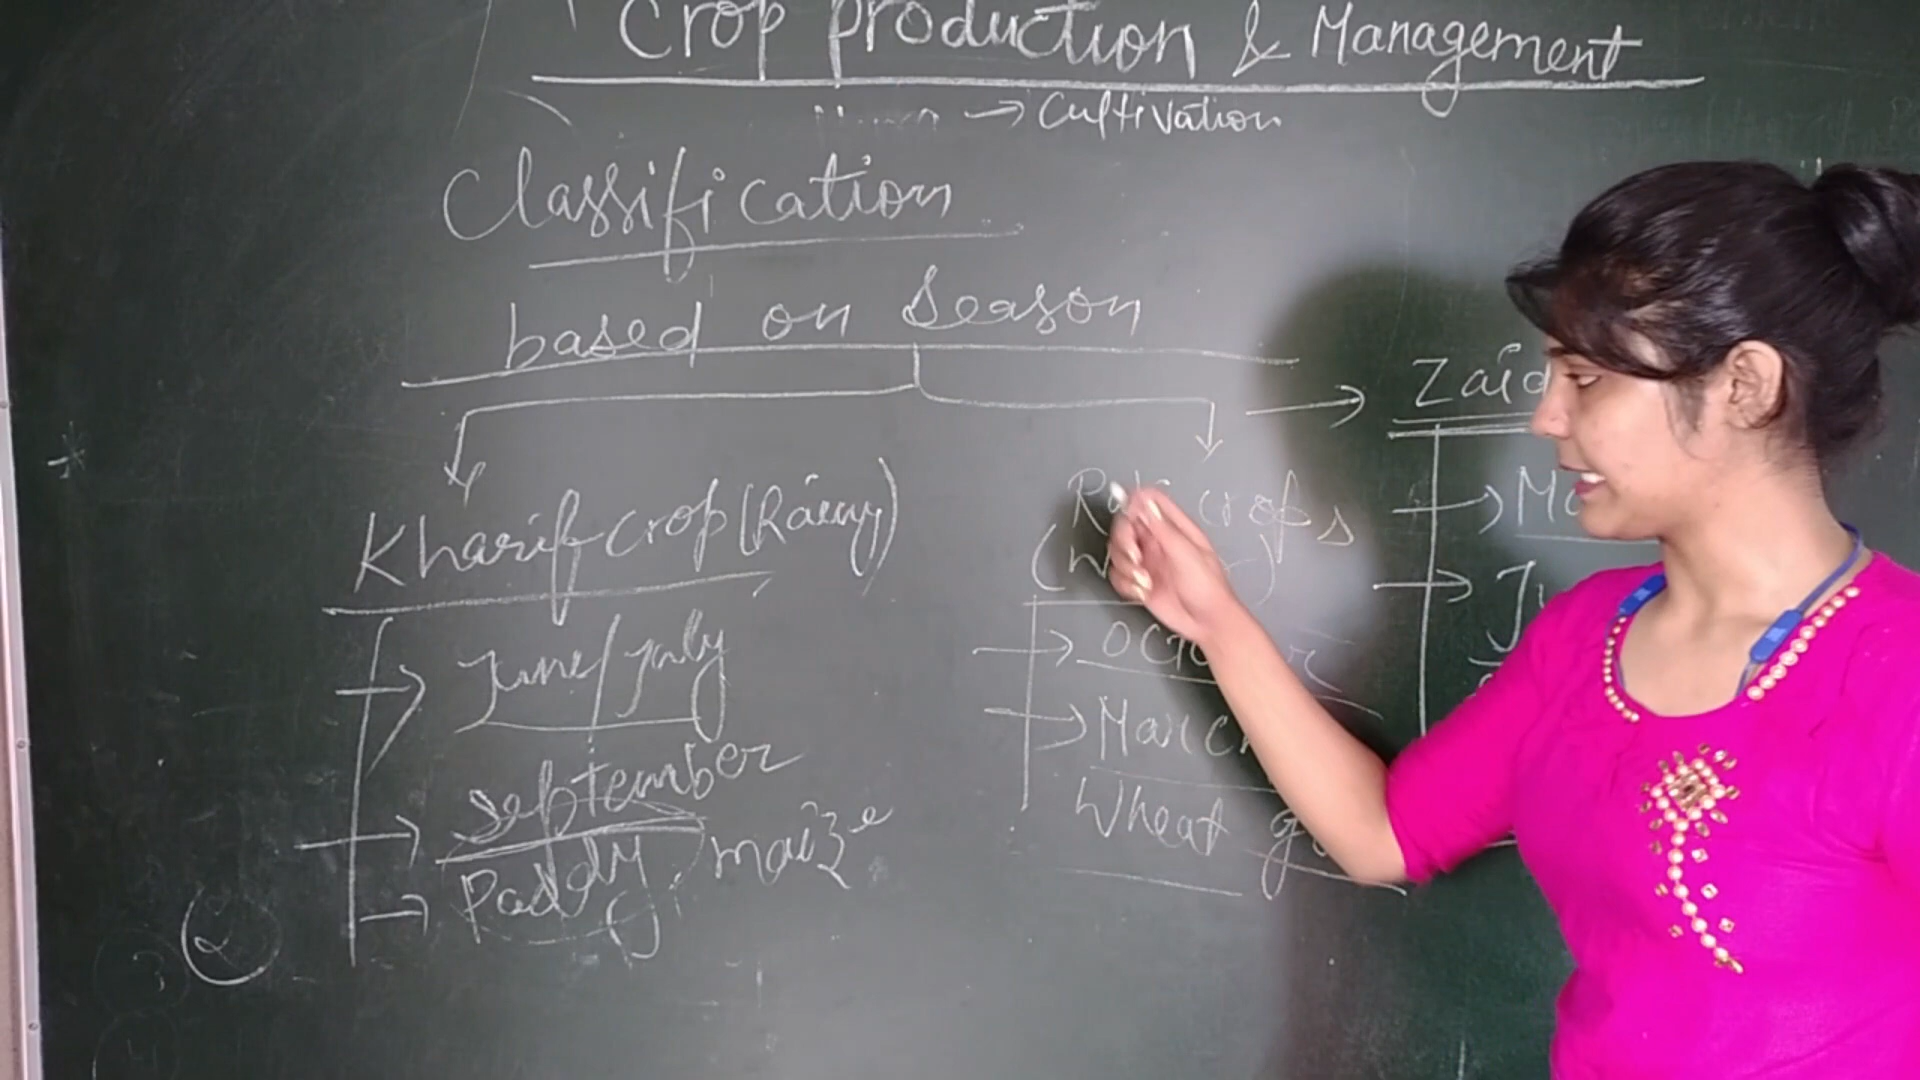 Crop Production & Management
→ Cultivation
Classification
based on Season
Kharif crop (Rainy)
→ June/July
→ September
→ Paddy, maize
crops
→
→ March
Wheat
→ Zaid
→
→
2